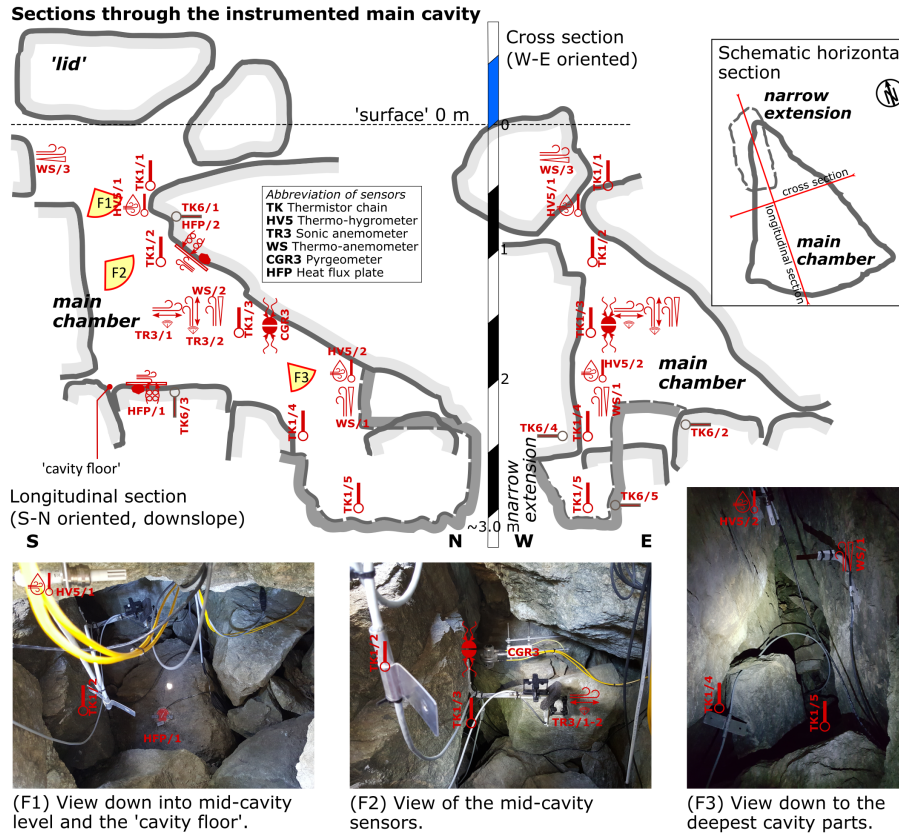 Sections through the instrumented main cavity
'lid'
'surface' 0 m
WS/3
TK1/1
HV5/1
F1
TK6/1
HFP/2
TK1/2
F2
main
chamber
WS/2
TR3/1
TR3/2
TK1/3
CGR3
F3
HV5/2
WS/1
HFP/1
TK6/3
TK1/4
TK1/5
'cavity floor'
Abbreviation of sensors
TK Thermistor chain
HV5 Thermo-hygrometer
TR3 Sonic anemometer
WS Thermo-anemometer
CGR3 Pyrgeometer
HFP Heat flux plate
Longitudinal section
(S-N oriented, downslope)
S
N
0
1
2
~3.0 m
Cross section
(W-E oriented)
WS/3
TK1/1
HV5/1
TK1/2
TK1/3
HV5/2
WS/1
main
chamber
TK6/4
TK1/4
TK6/2
TK1/5
TK6/5
narrow
extension
W
E
Schematic horizonta
section
N
narrow
extension
cross section
longitudinal section
main
chamber
HV5/1
TK1/2
HFP/1
TK1/2
CGR3
TK1/3
TR3/1-2
HV5/2
WS/1
TK1/4
TK1/5
(F1) View down into mid-cavity
level and the 'cavity floor'.
(F2) View of the mid-cavity
sensors.
(F3) View down to the
deepest cavity parts.